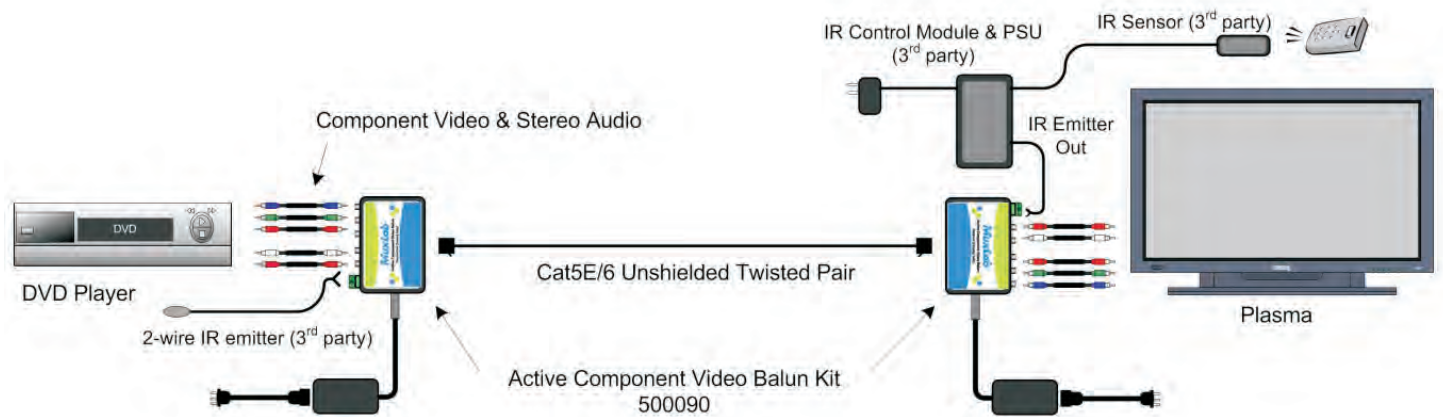 IR Control Module & PSU
(3rd party)
IR Sensor (3rd party)
Component Video & Stereo Audio
IR Emitter
Out
DVD
MuxLab
MuxLab
Cat5E/6 Unshielded Twisted Pair
DVD Player
Plasma
2-wire IR emitter (3rd party)
Active Component Video Balun Kit
500090